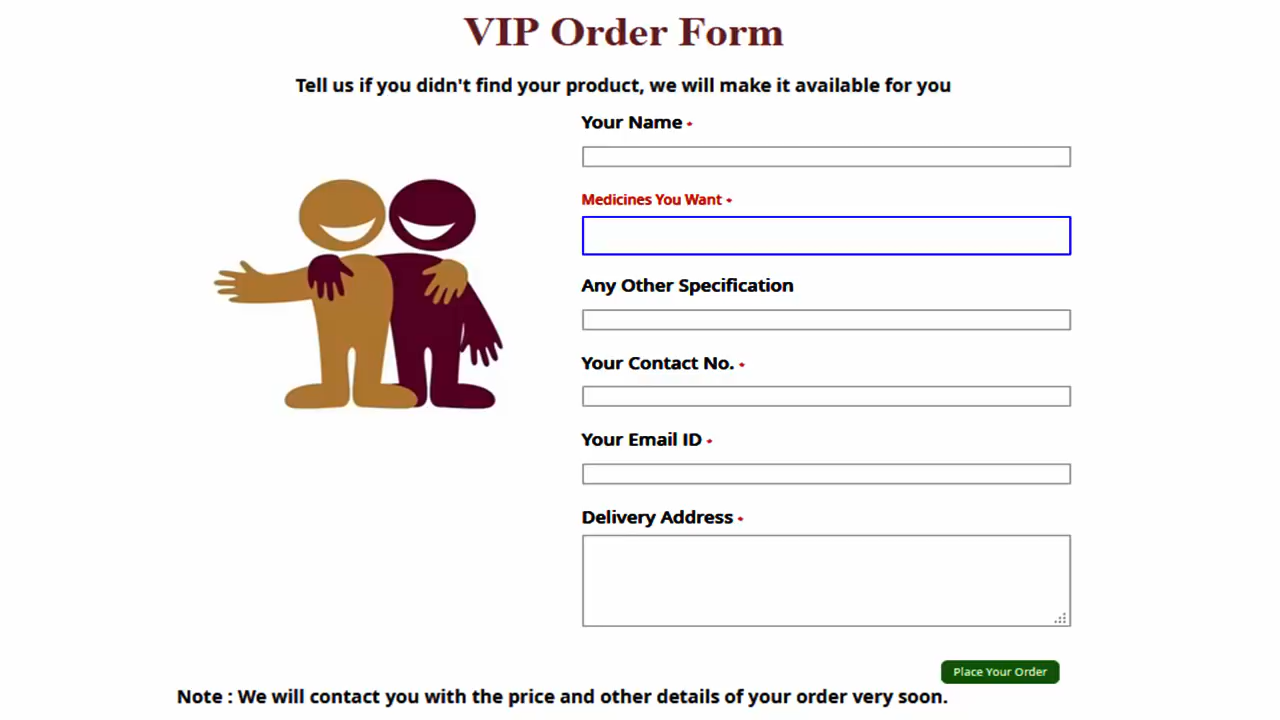 VIP Order Form
Tell us if you didn't find your product, we will make it available for you
Your Name *
Medicines You Want *
Any Other Specification
Your Contact No. *
Your Email ID *
Delivery Address *
Place Your Order
Note : We will contact you with the price and other details of your order very soon.